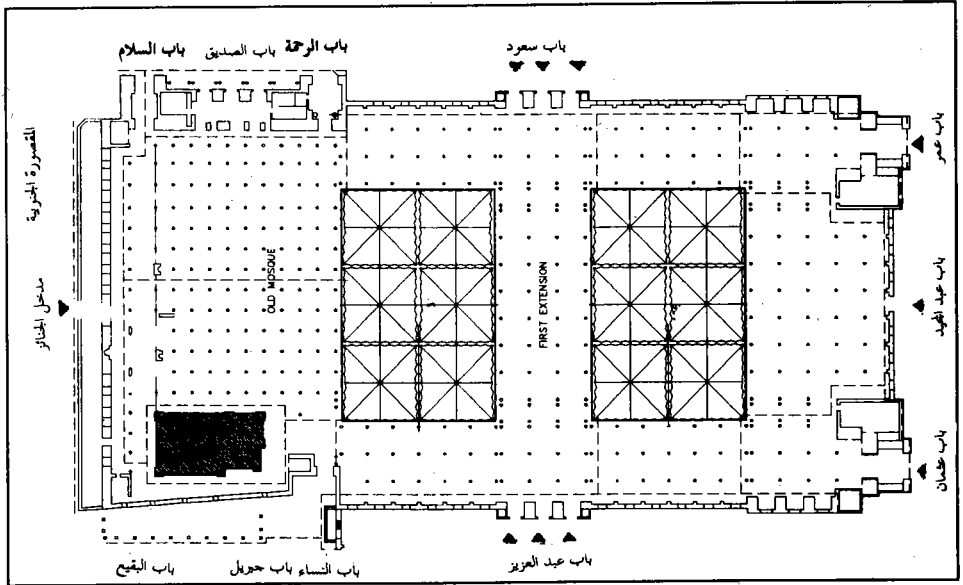 باب السلام
باب الصديق
باب الرحمة
باب سعود
باب عمر
باب عبد المجيد
باب عثمان
المقصورة الجنوبية
مدخل الجنائز
OLD MOSQUE
FIRST EXTENSION
باب البقيع
باب جبريل
باب النساء
باب عبد العزيز